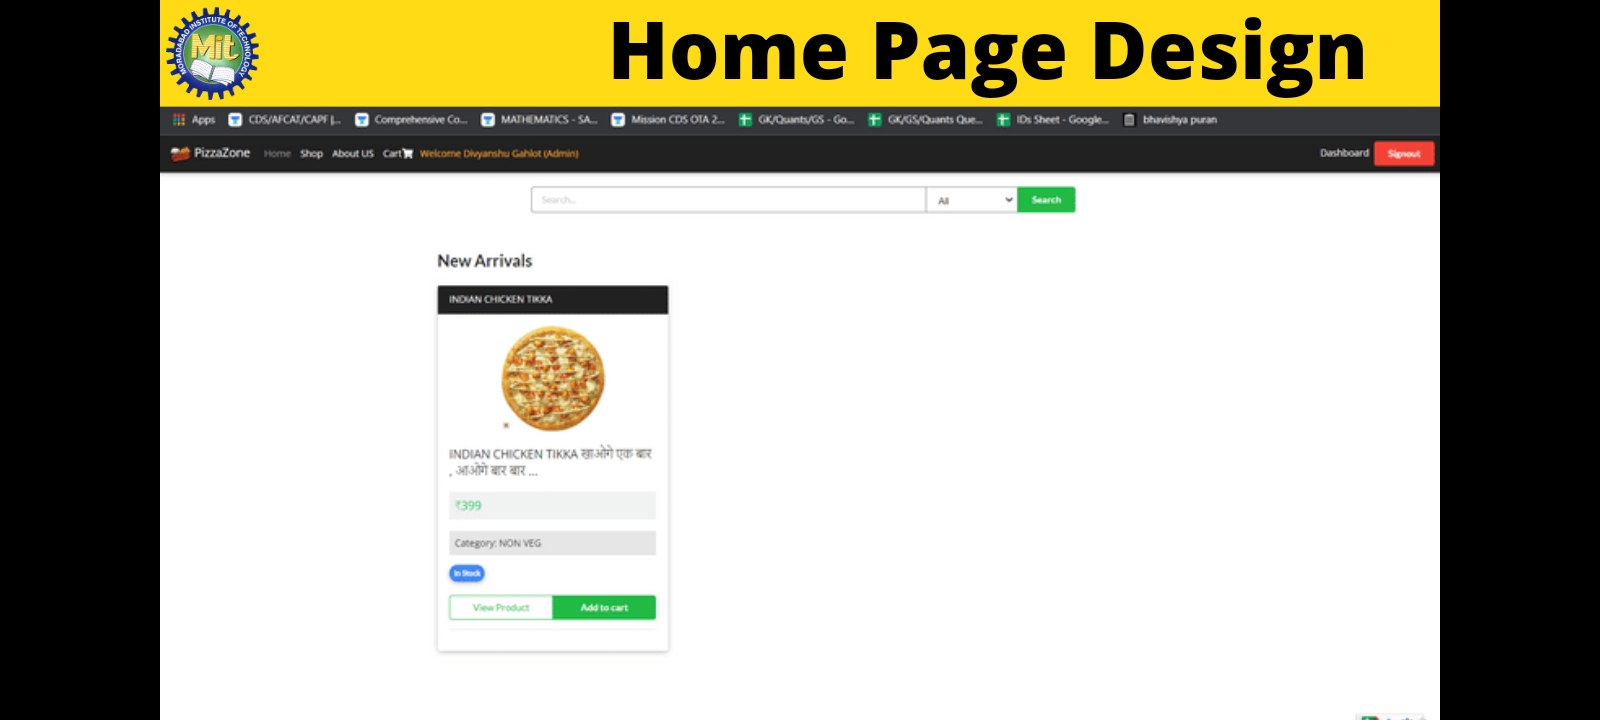 MORADABAD INSTITUTE OF TECHNOLOGY
Mit
Home Page Design
Apps CDS/AFCAT/CAPF |... Comprehensive Co... MATHEMATICS - SA... Mission CDS OTA 2... GK/Quants/GS - Go... GK/GS/Quants Que... IDs Sheet - Google... bhavishya puran
PizzaZone Home Shop About US Cart Welcome Divyanshu Gahlot (Admin) Dashboard Signout
Search... All Search
New Arrivals
INDIAN CHICKEN TIKKA
INDIAN CHICKEN TIKKA खाओगे एक बार
, आओगे बार बार ...
₹399
Category: NON VEG
In Stock
View Product Add to cart